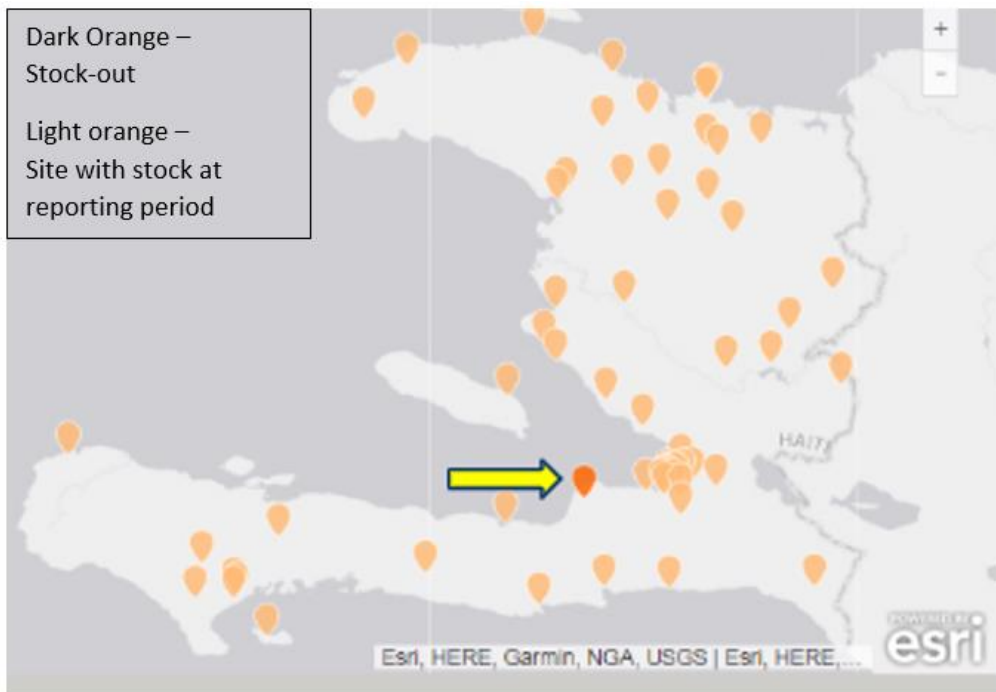 Dark Orange –
Stock-out
Light orange –
Site with stock at
reporting period
+
-
HAITI
Esri, HERE, Garmin, NGA, USGS | Esri, HERE,...
POWERED BY
esri